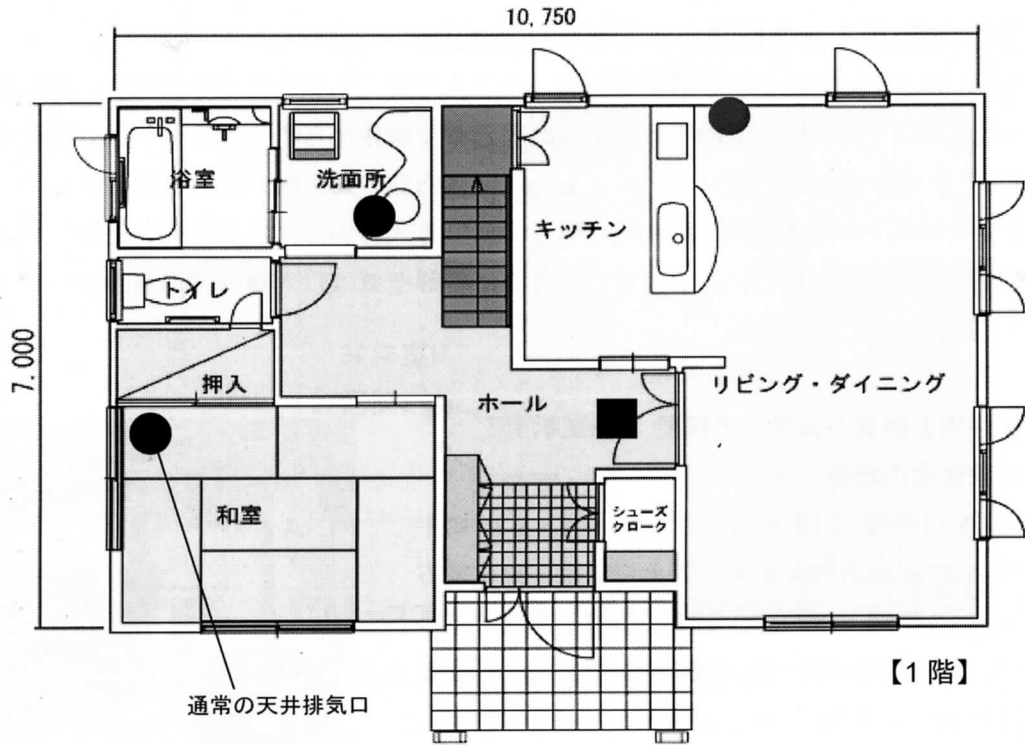 10,750
浴室
洗面所
キッチン
トイレ
7,000
押入
ホール
リビング・ダイニング
和室
シューズ
クローク
【1階】
通常の天井排気口